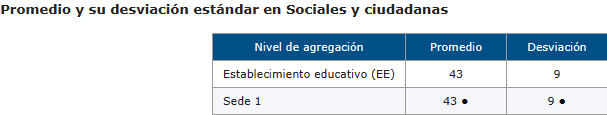 Promedio y su desviación estándar en Sociales y ciudadanas
Nivel de agregación Promedio Desviación
Establecimiento educativo (EE) 43 9
Sede 1 43 ● 9 ●